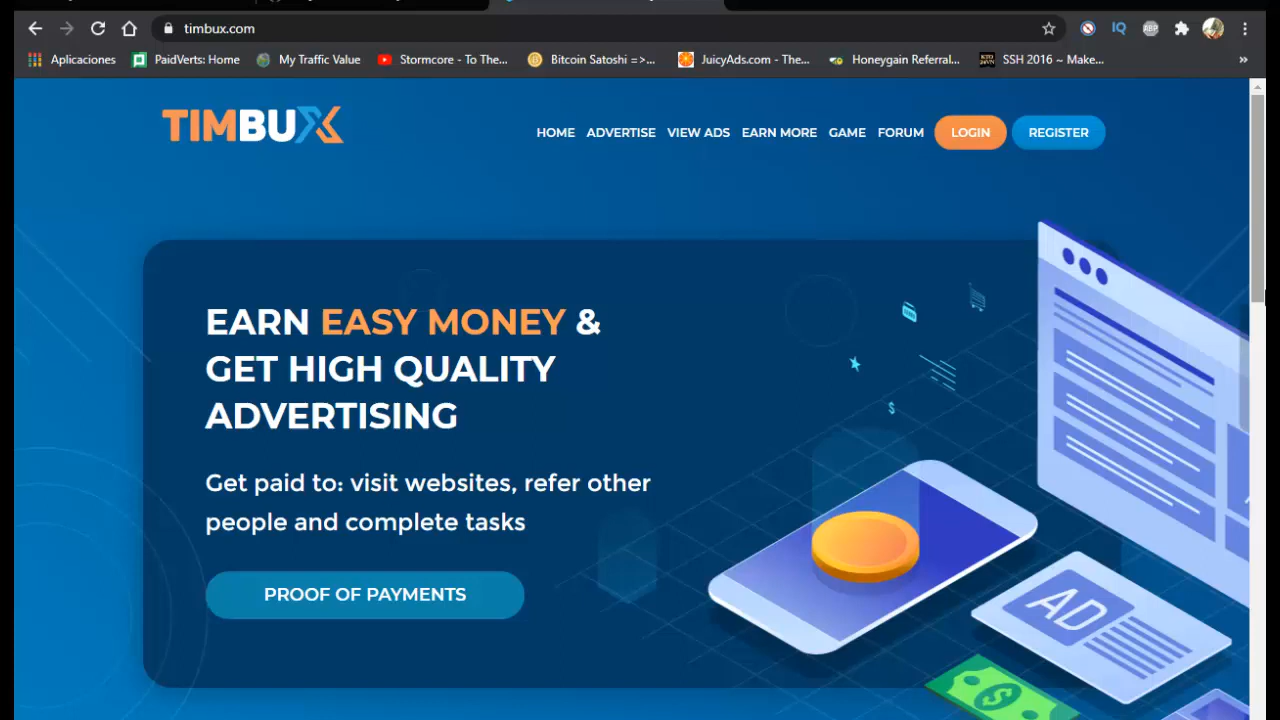 timbux.com
IQ
ABP
Aplicaciones
PaidVerts: Home
My Traffic Value
Stormcore - To The...
Bitcoin Satoshi =>...
JuicyAds.com - The...
Honeygain Referral...
SSH 2016 ~ Make...
»
TIMBUX
HOME
ADVERTISE
VIEW ADS
EARN MORE
GAME
FORUM
LOGIN
REGISTER
EARN EASY MONEY &
GET HIGH QUALITY
ADVERTISING
Get paid to: visit websites, refer other
people and complete tasks
PROOF OF PAYMENTS
AD
$
$